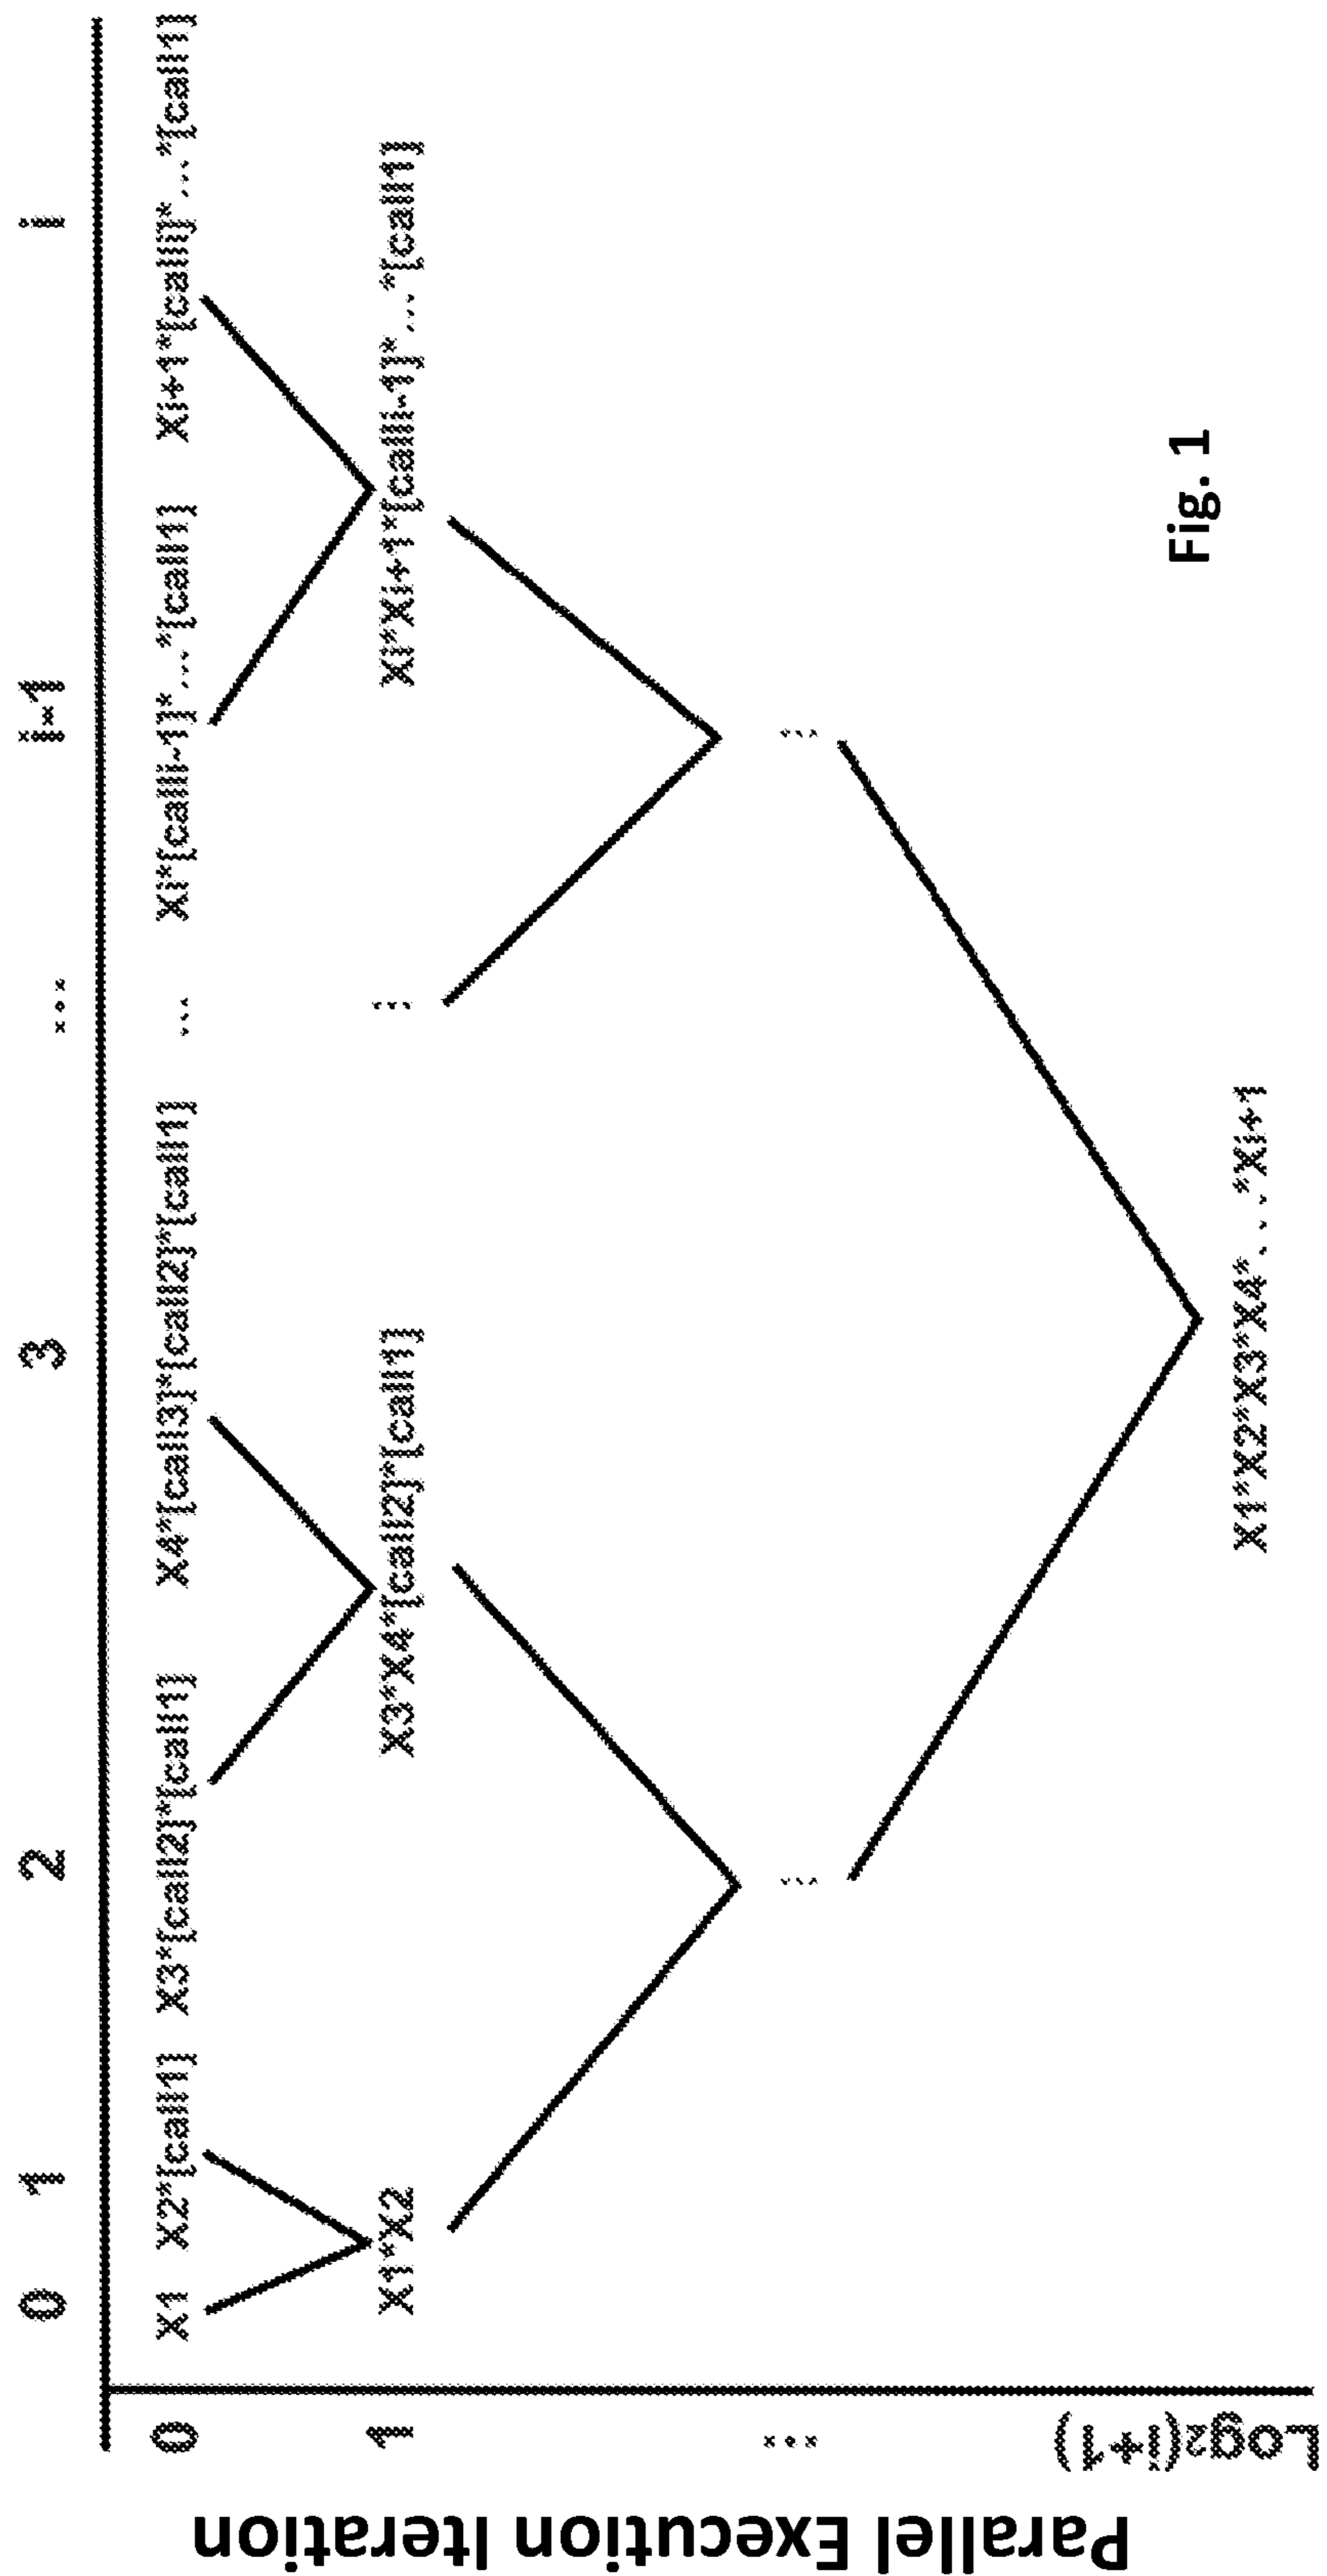 0 1 2 3 ... i-1 i
Parallel Execution Iteration
0 X1 X2*[call1] X3*[call2]*[call1] X4*[call3]*[call2]*[call1] ... Xi*[calli-1]*...*[call1] Xi+1*[calli]*...*[call1]
1 X1*X2 X3*X4*[call2]*[call1] ... Xi*Xi+1*[calli-1]*...*[call1]
... ... ...
Log₂(i+1) X1*X2*X3*X4*...*Xi+1
Fig. 1